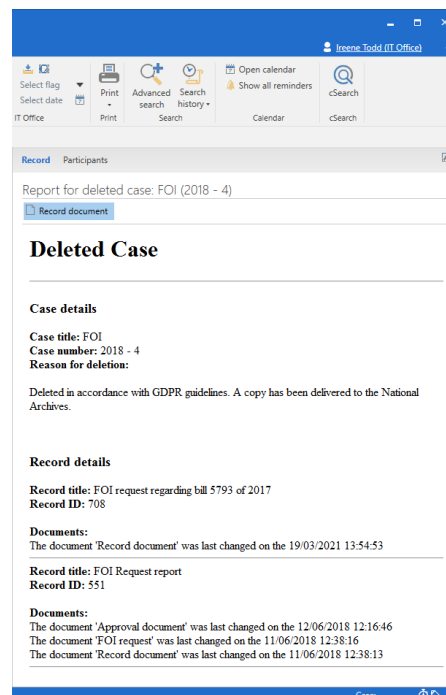 Ireene Todd (IT Office)
Select flag
Select date
IT Office
Print
Print
Advanced search
Search history
Search
Open calendar
Show all reminders
Calendar
cSearch
cSearch
Record Participants
Report for deleted case: FOI (2018 - 4)
Record document
Deleted Case
Case details
Case title: FOI
Case number: 2018 - 4
Reason for deletion:
Deleted in accordance with GDPR guidelines. A copy has been delivered to the National
Archives.
Record details
Record title: FOI request regarding bill 5793 of 2017
Record ID: 708
Documents:
The document 'Record document' was last changed on the 19/03/2021 13:54:53
Record title: FOI Request report
Record ID: 551
Documents:
The document 'Approval document' was last changed on the 12/06/2018 12:16:46
The document 'FOI request' was last changed on the 11/06/2018 12:38:16
The document 'Record document' was last changed on the 11/06/2018 12:38:13